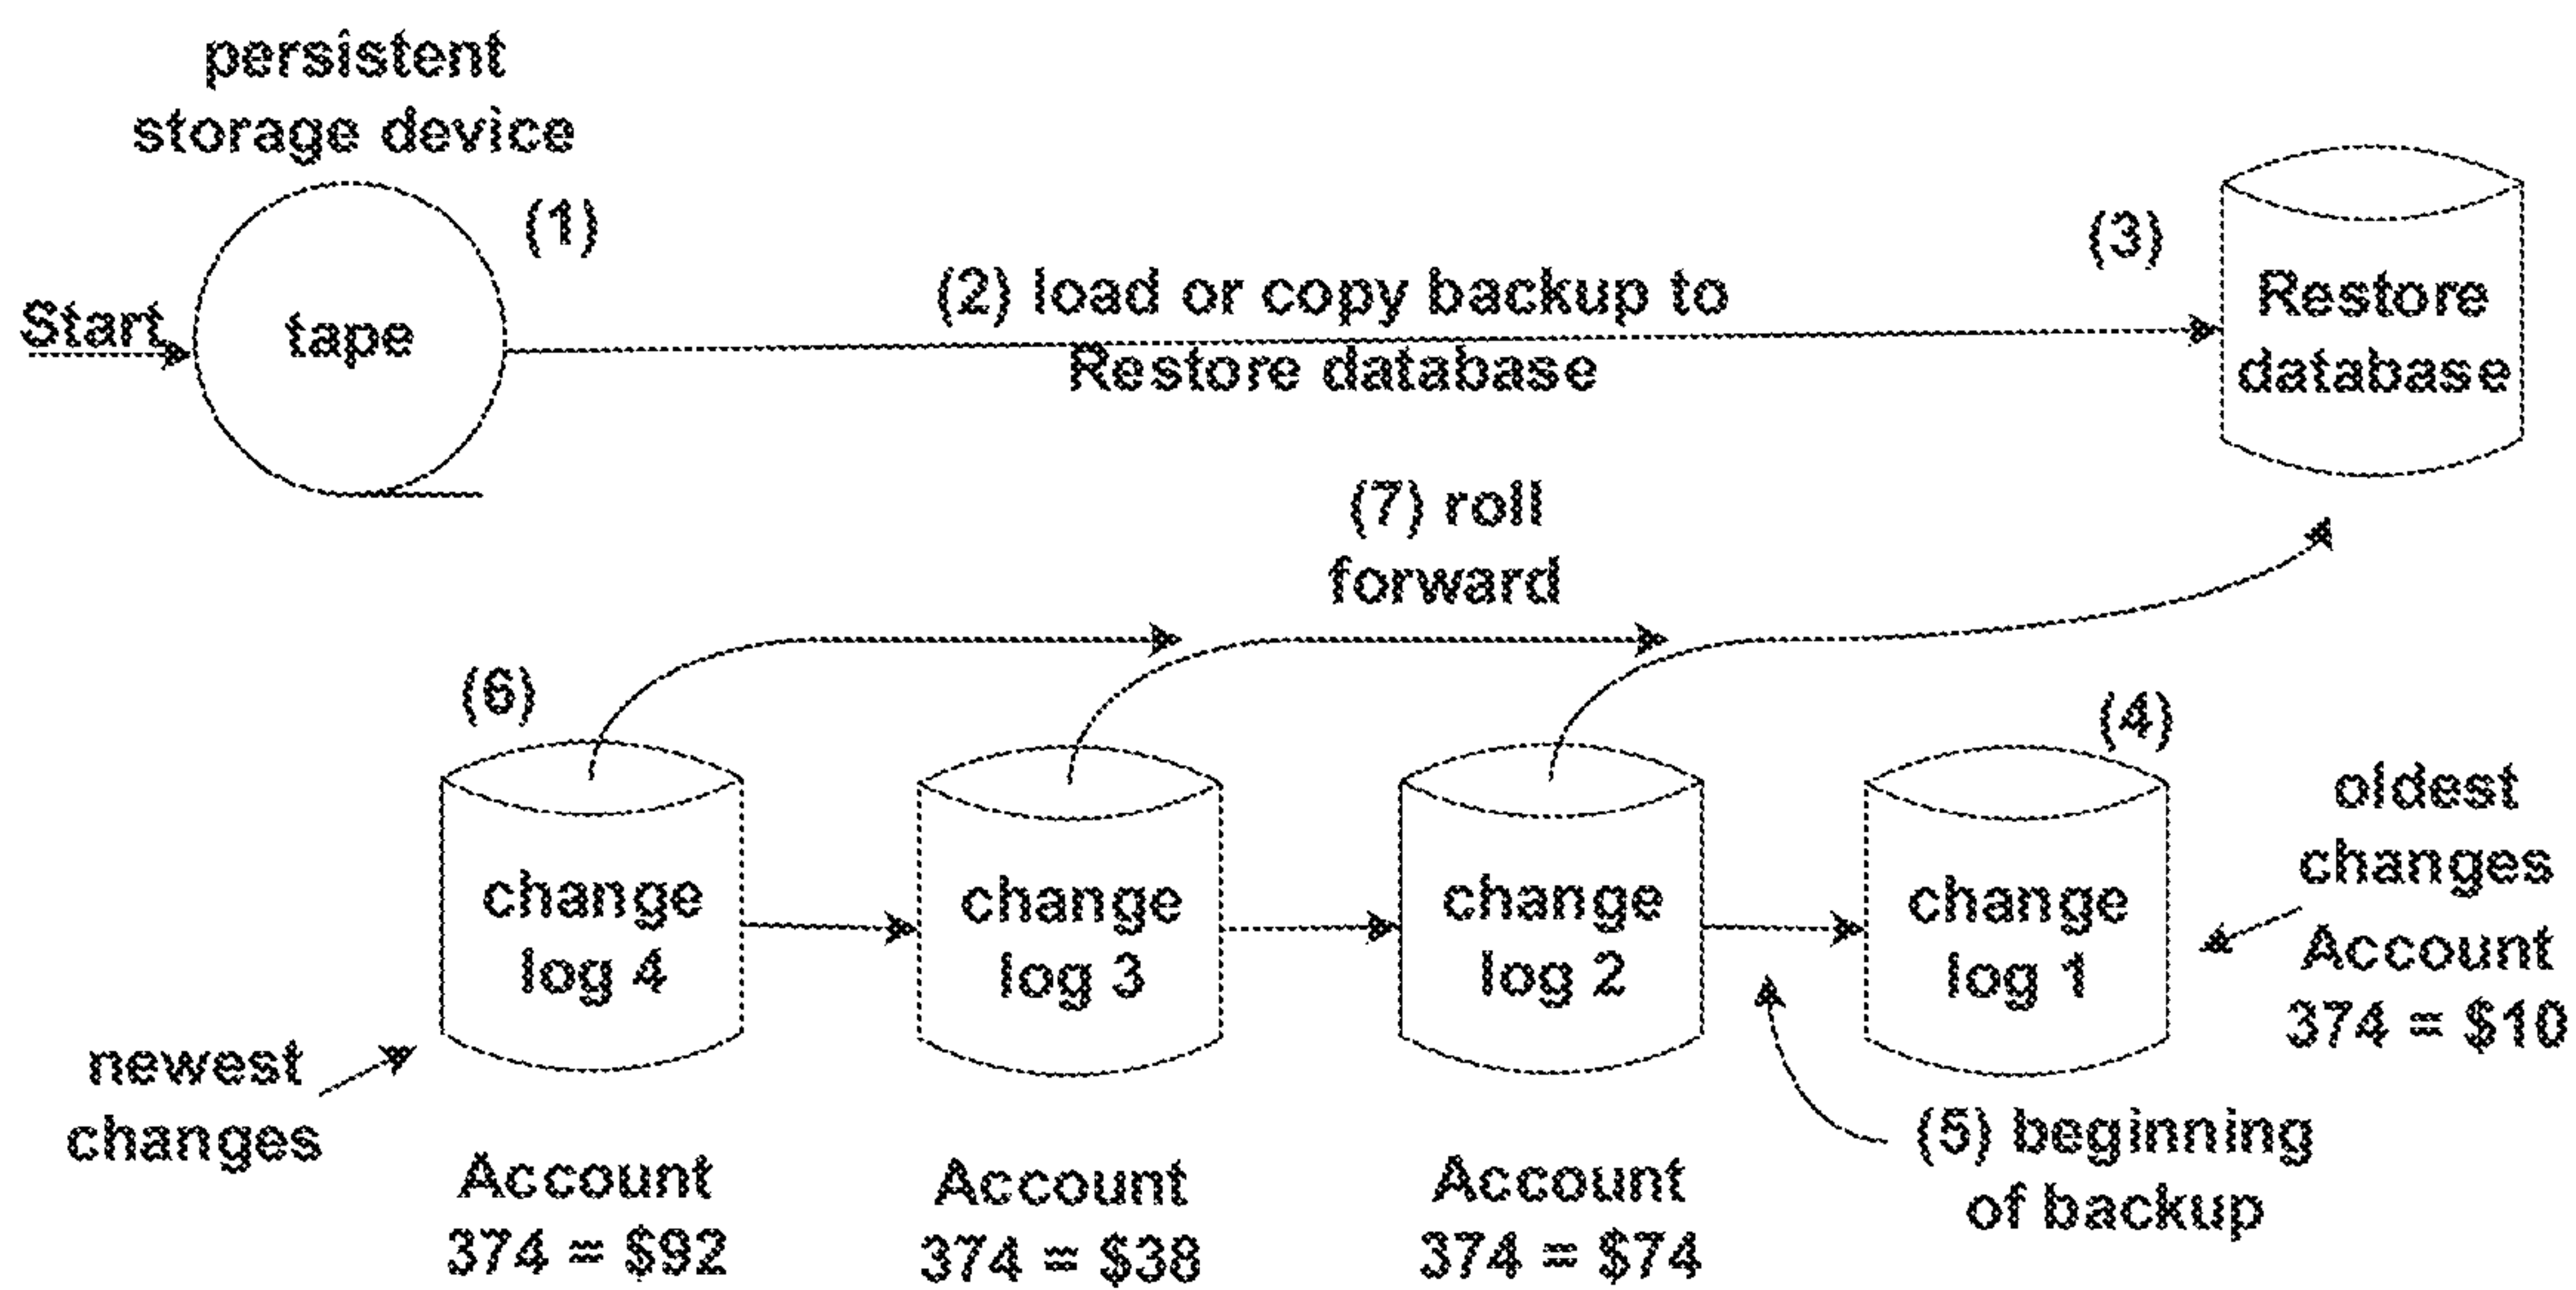 persistent
storage device
(1)
Start
tape
(2) load or copy backup to
Restore database
(3)
Restore
database
(7) roll
forward
(6)
(4)
change
log 4
change
log 3
change
log 2
change
log 1
oldest
changes
Account
374 = $10
newest
changes
(5) beginning
of backup
Account
374 = $92
Account
374 = $38
Account
374 = $74